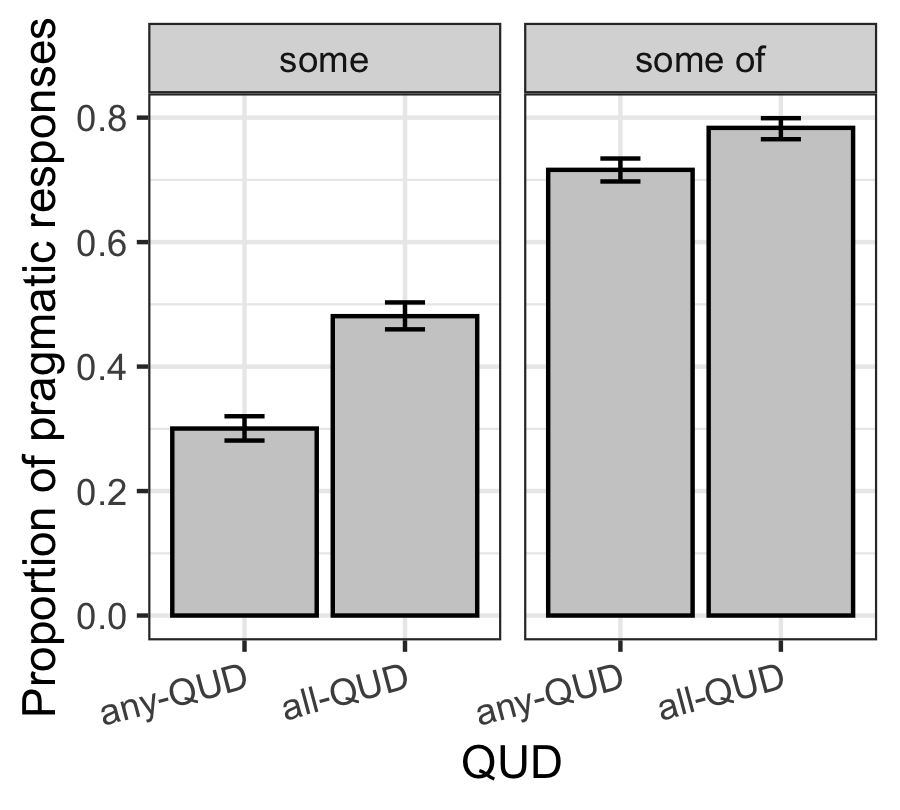 Proportion of pragmatic responses
some
some of
0.8
0.6
0.4
0.2
0.0
any-QUD
all-QUD
any-QUD
all-QUD
QUD